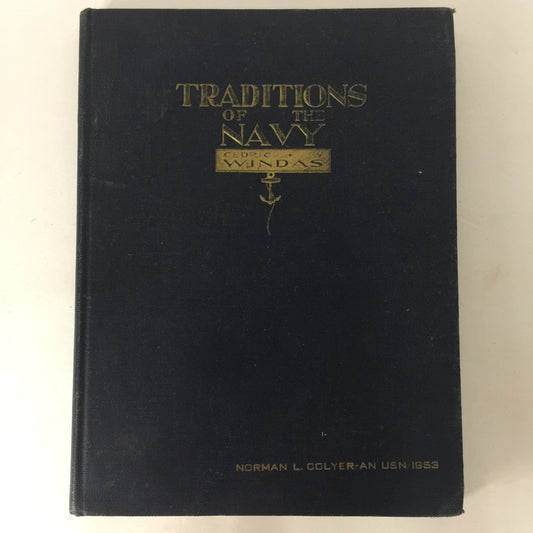 TRADITIONS
OF THE
NAVY
CEDRIC W.
WINDAS
NORMAN L. COLYER-AN USN 1953